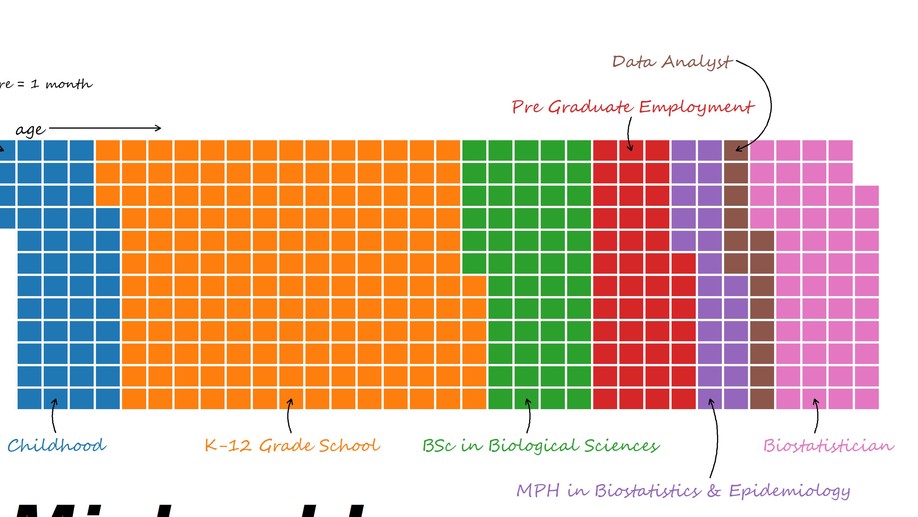 Data Analyst
= 1 month
Pre Graduate Employment
age
Childhood
K-12 Grade School
BSc in Biological Sciences
Biostatistician
MPH in Biostatistics & Epidemiology